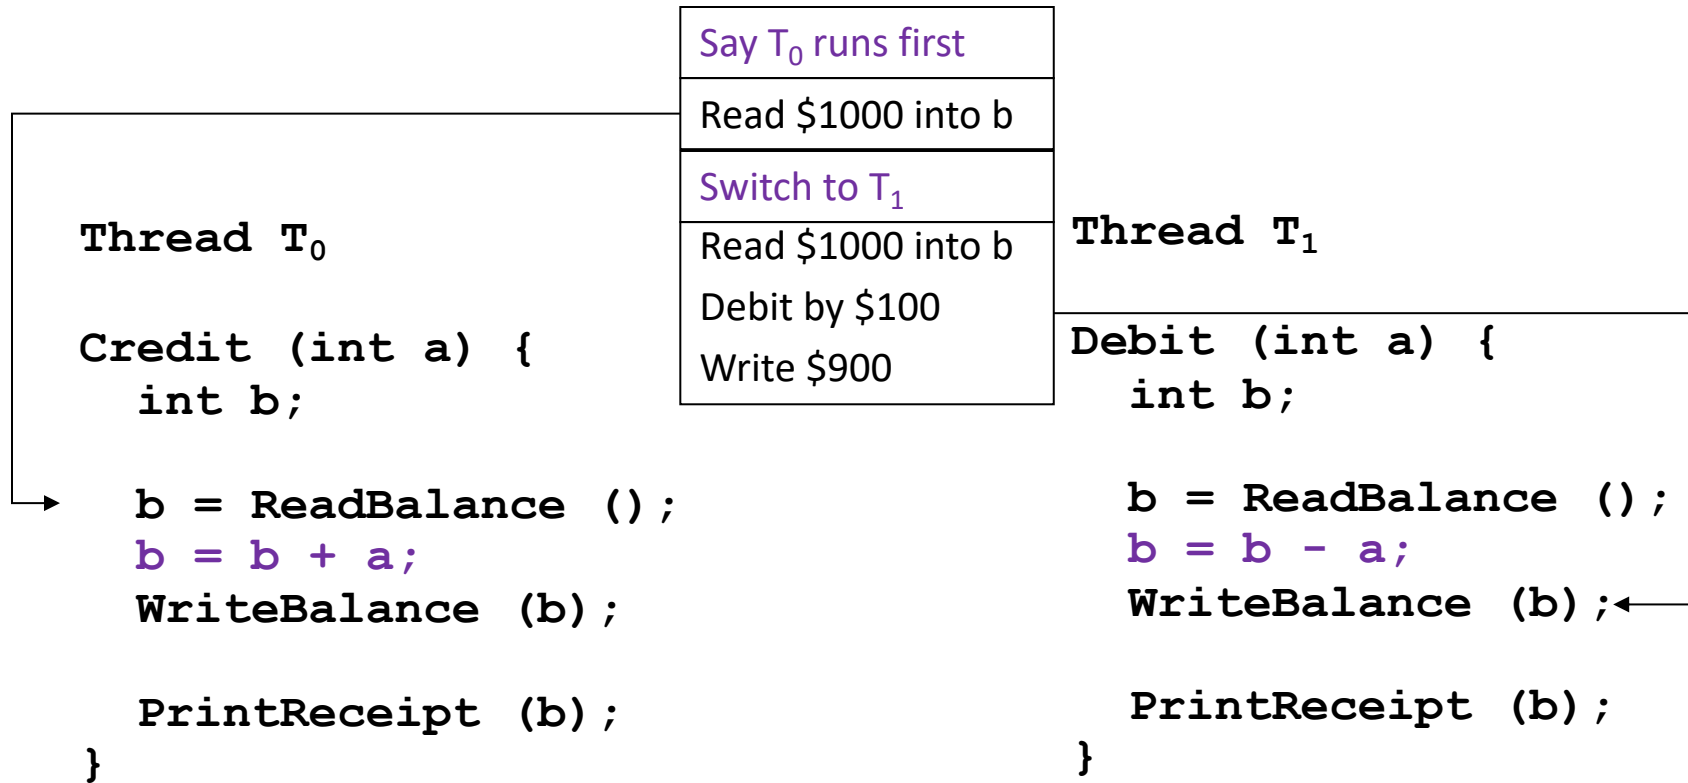 Say T0 runs first
Read $1000 into b
Switch to T1
Read $1000 into b
Debit by $100
Write $900
Thread T0
Credit (int a) {
int b;
b = ReadBalance ();
b = b + a;
WriteBalance (b);
PrintReceipt (b);
}
Thread T1
Debit (int a) {
int b;
b = ReadBalance ();
b = b - a;
WriteBalance (b);
PrintReceipt (b);
}